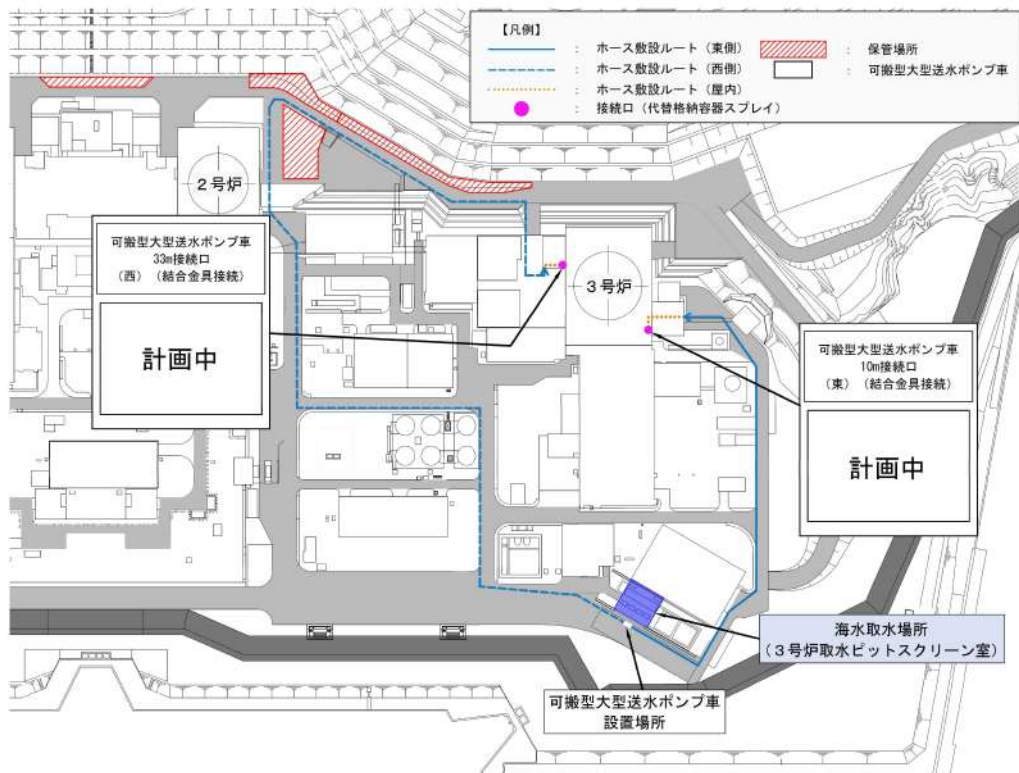 【凡例】
： ホース敷設ルート（東側）
： 保管場所
： ホース敷設ルート（西側）
： 可搬型大型送水ポンプ車
： ホース敷設ルート（屋内）
： 接続口（代替格納容器スプレイ）
２号炉
可搬型大型送水ポンプ車
33m接続口
（西）（結合金具接続）
計画中
３号炉
可搬型大型送水ポンプ車
10m接続口
（東）（結合金具接続）
計画中
海水取水場所
（３号炉取水ピットスクリーン室）
可搬型大型送水ポンプ車
設置場所